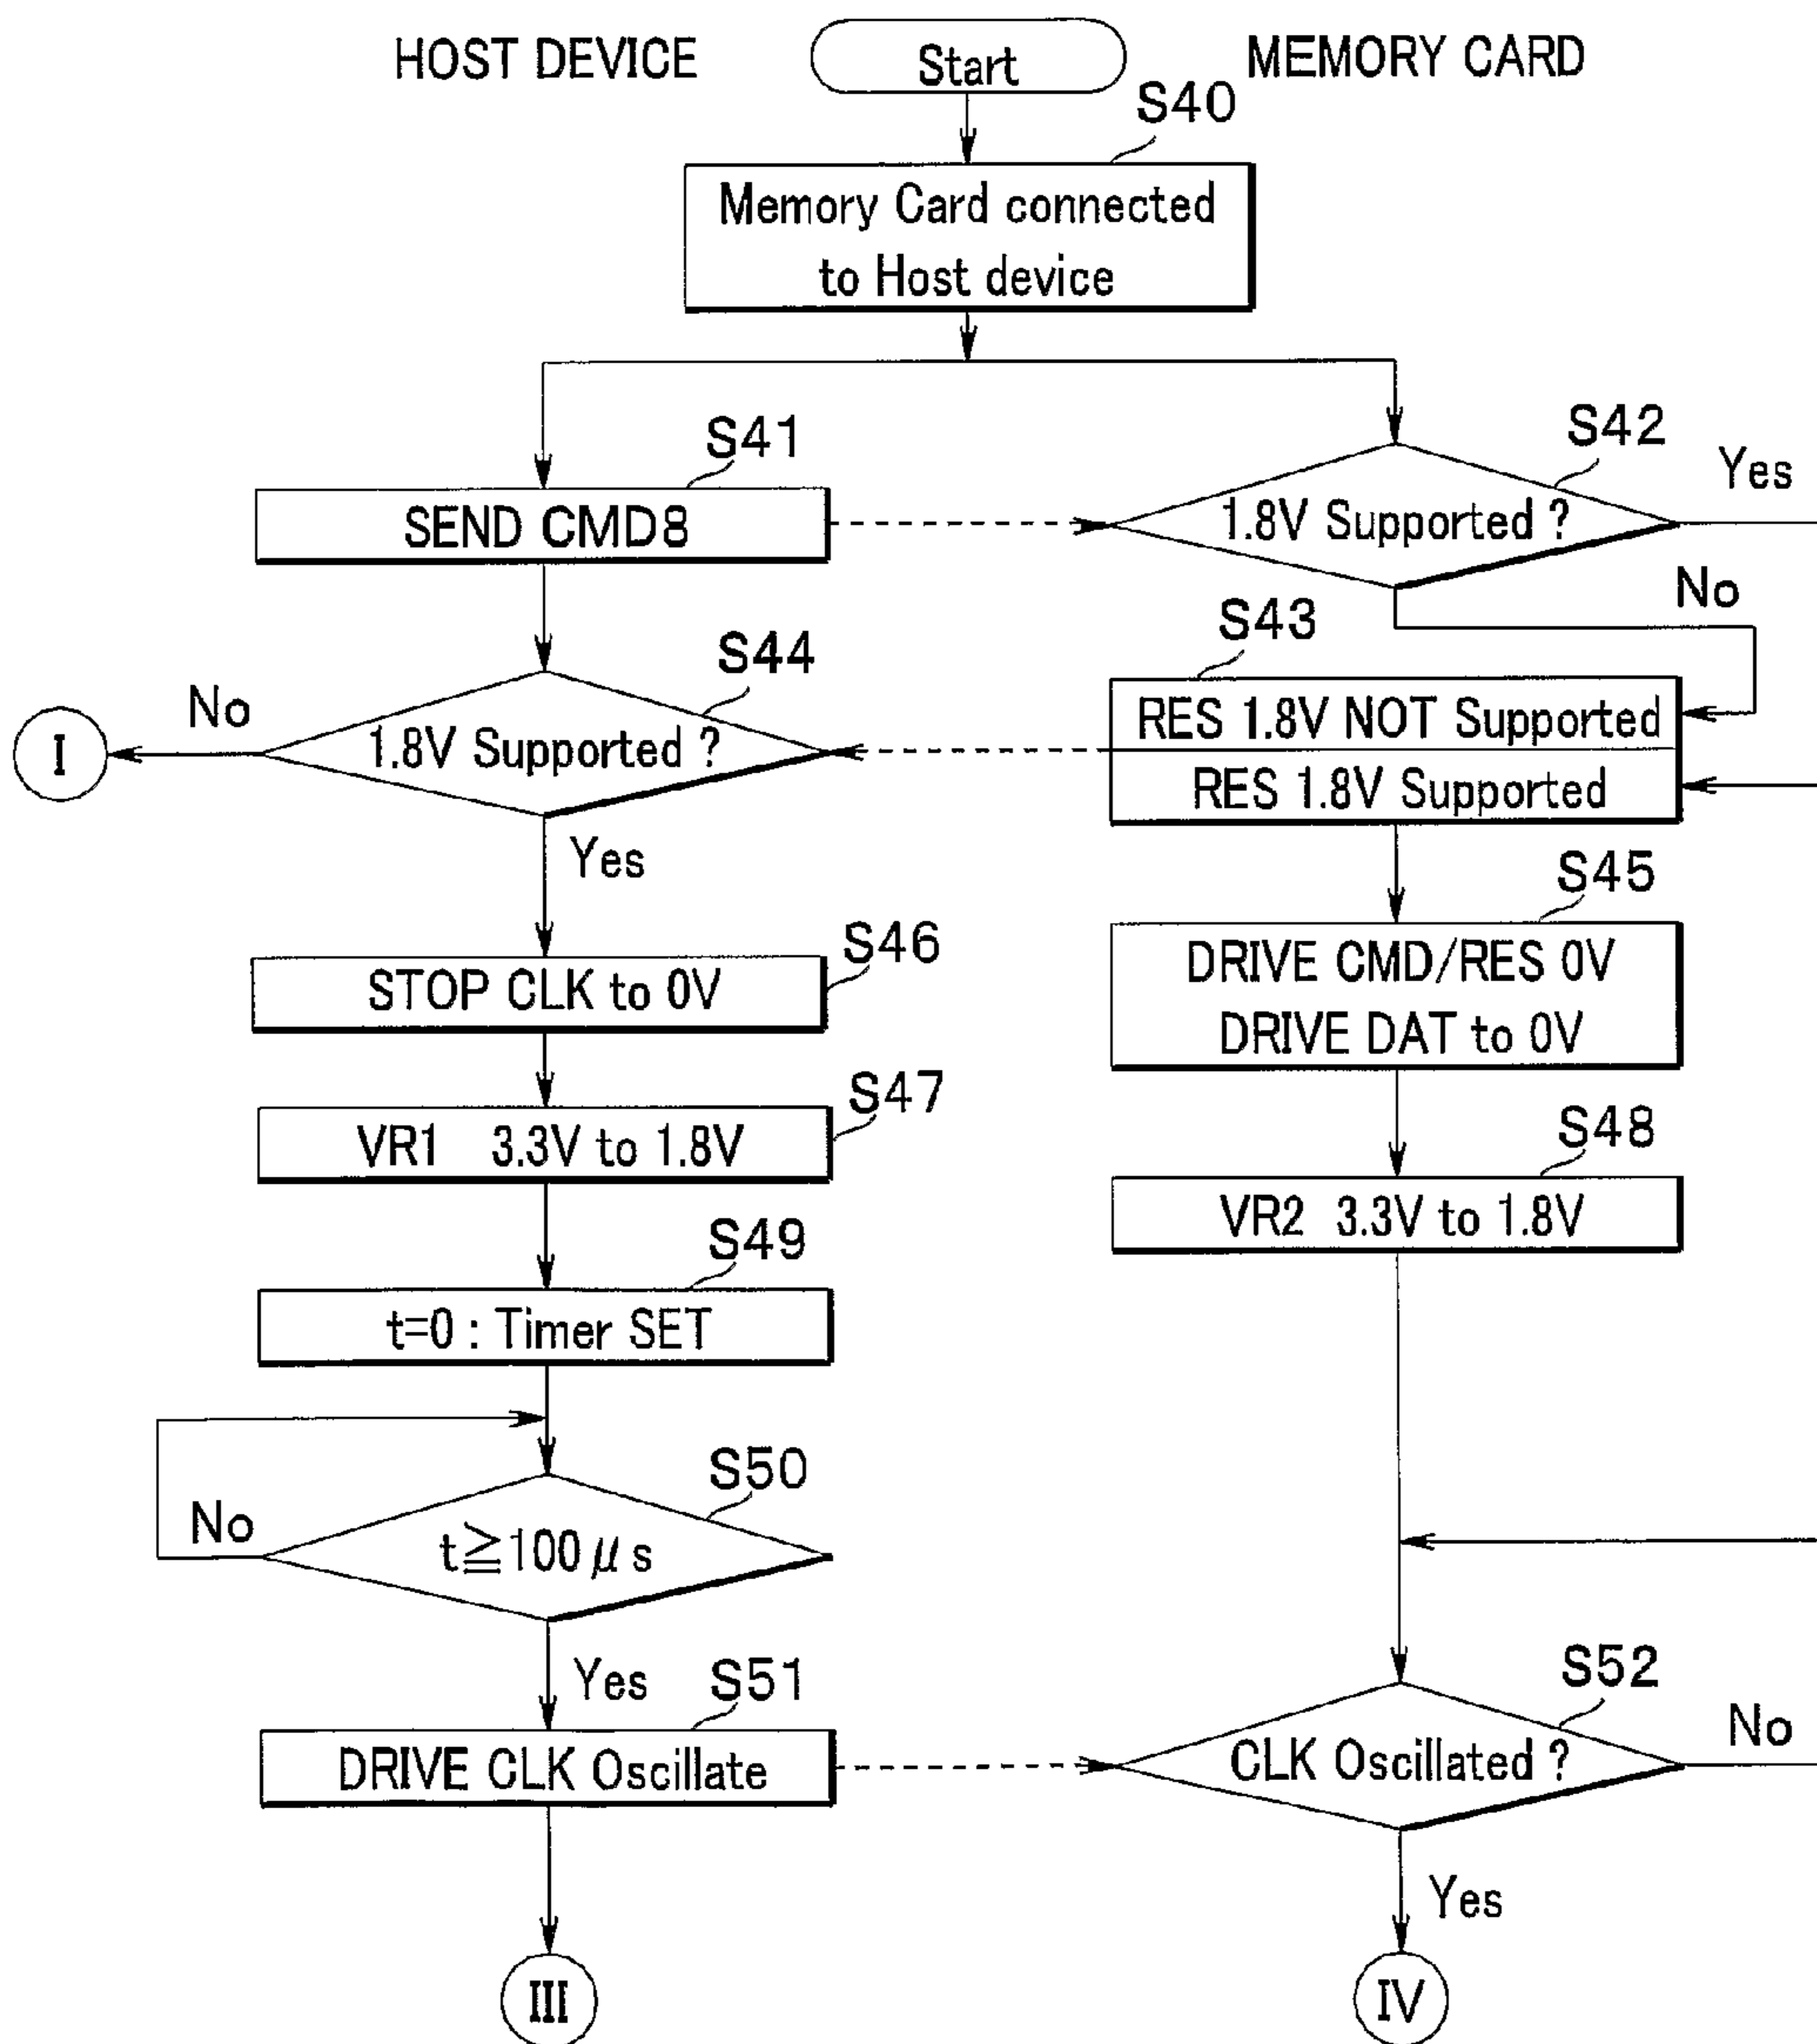 HOST DEVICE
Start
MEMORY CARD
S40
Memory Card connected
to Host device
S41
SEND CMD8
S42
1.8V Supported ?
Yes
No
S43
RES 1.8V NOT Supported
RES 1.8V Supported
S44
1.8V Supported ?
No
I
Yes
S45
DRIVE CMD/RES 0V
DRIVE DAT to 0V
S46
STOP CLK to 0V
S47
VR1 3.3V to 1.8V
S48
VR2 3.3V to 1.8V
S49
t=0 : Timer SET
S50
t≧100μs
No
Yes
S51
DRIVE CLK Oscillate
S52
CLK Oscillated ?
No
Yes
III
IV